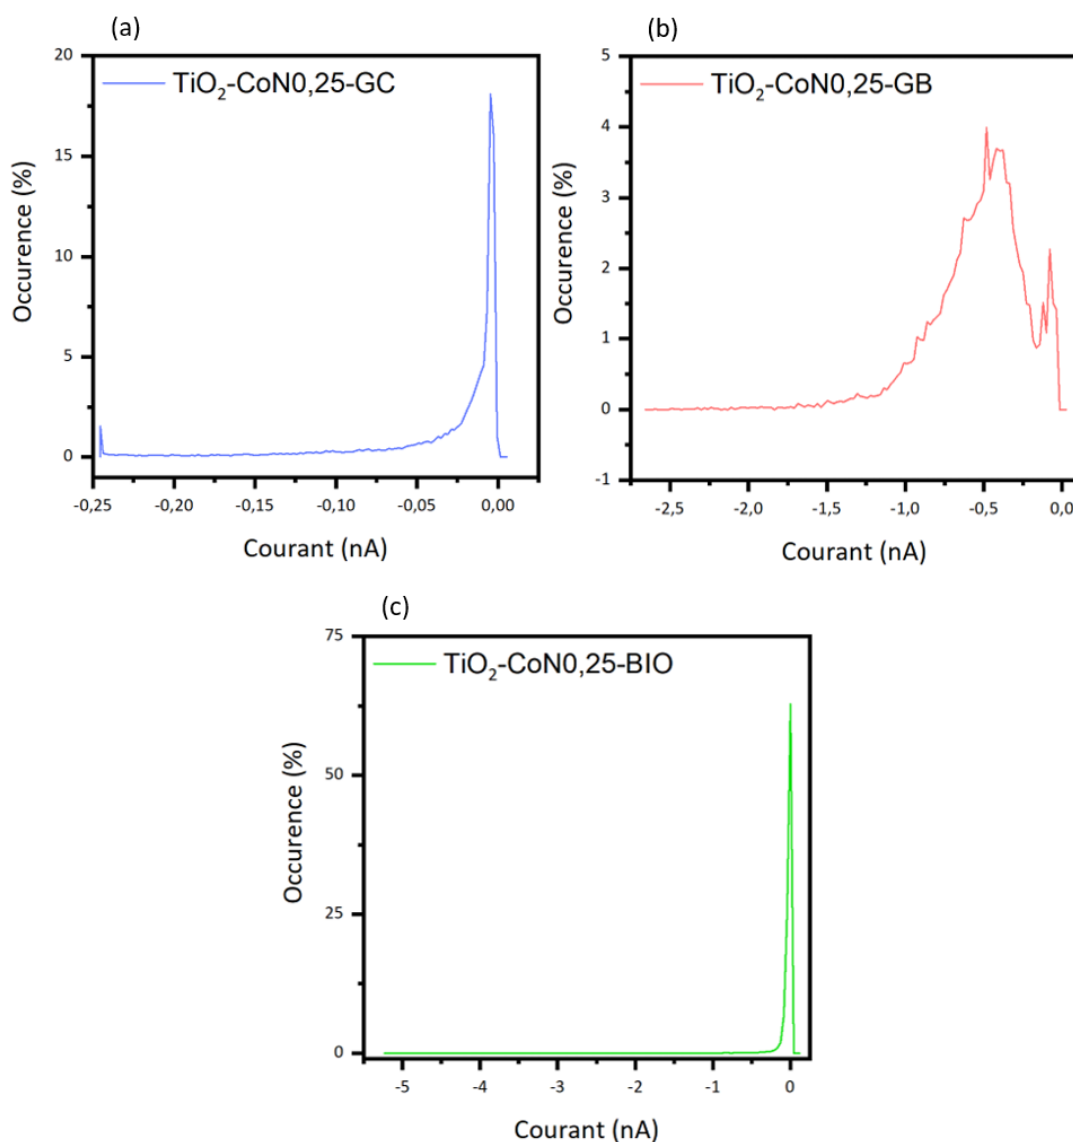 (a)
20
15
10
5
0
Occurence (%)
TiO₂-CoN0,25-GC
-0,25
-0,20
-0,15
-0,10
-0,05
0,00
Courant (nA)
(b)
5
4
3
2
1
0
-1
Occurence (%)
TiO₂-CoN0,25-GB
-2,5
-2,0
-1,5
-1,0
-0,5
0,0
Courant (nA)
(c)
75
50
25
0
Occurence (%)
TiO₂-CoN0,25-BIO
-5
-4
-3
-2
-1
0
Courant (nA)